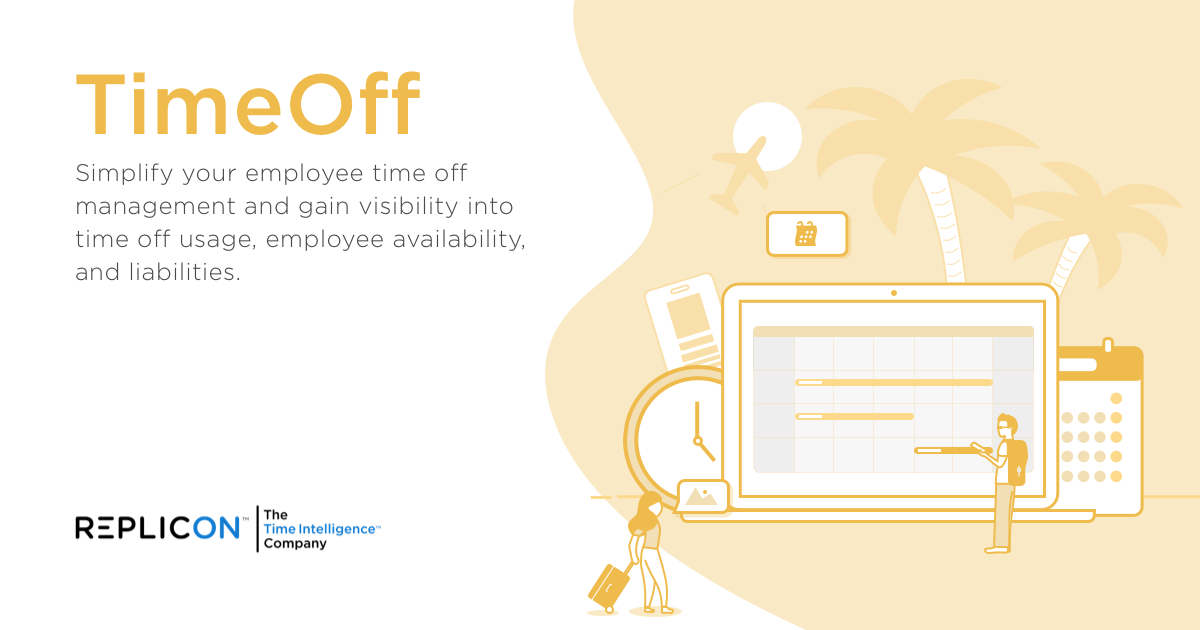 TimeOff
Simplify your employee time off
management and gain visibility into
time off usage, employee availability,
and liabilities.
REPLICON™
The
Time Intelligence™
Company